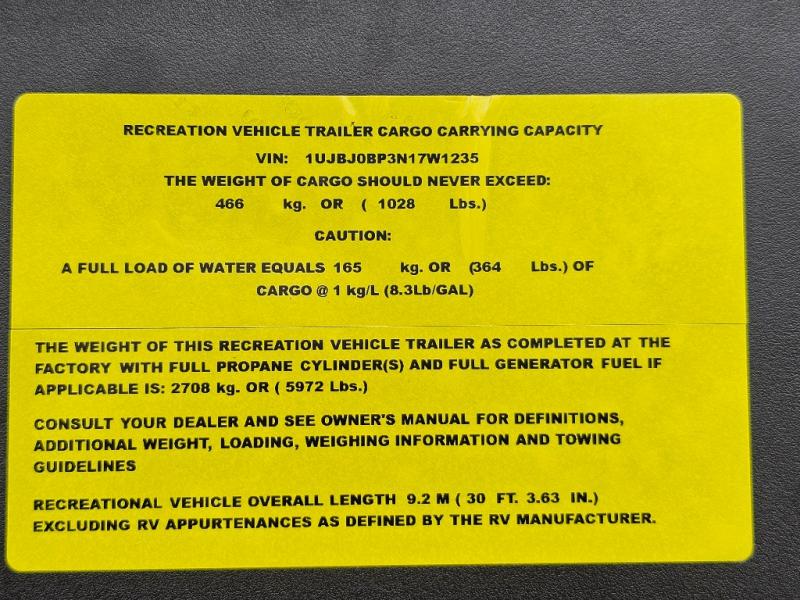 RECREATION VEHICLE TRAILER CARGO CARRYING CAPACITY
VIN: 1UJBJ0BP3N17W1235
THE WEIGHT OF CARGO SHOULD NEVER EXCEED:
466 kg. OR ( 1028 Lbs.)
CAUTION:
A FULL LOAD OF WATER EQUALS 165 kg. OR (364 Lbs.) OF
CARGO @ 1 kg/L (8.3Lb/GAL)
THE WEIGHT OF THIS RECREATION VEHICLE TRAILER AS COMPLETED AT THE
FACTORY WITH FULL PROPANE CYLINDER(S) AND FULL GENERATOR FUEL IF
APPLICABLE IS: 2708 kg. OR ( 5972 Lbs.)
CONSULT YOUR DEALER AND SEE OWNER'S MANUAL FOR DEFINITIONS,
ADDITIONAL WEIGHT, LOADING, WEIGHING INFORMATION AND TOWING
GUIDELINES
RECREATIONAL VEHICLE OVERALL LENGTH 9.2 M ( 30 FT. 3.63 IN.)
EXCLUDING RV APPURTENANCES AS DEFINED BY THE RV MANUFACTURER.